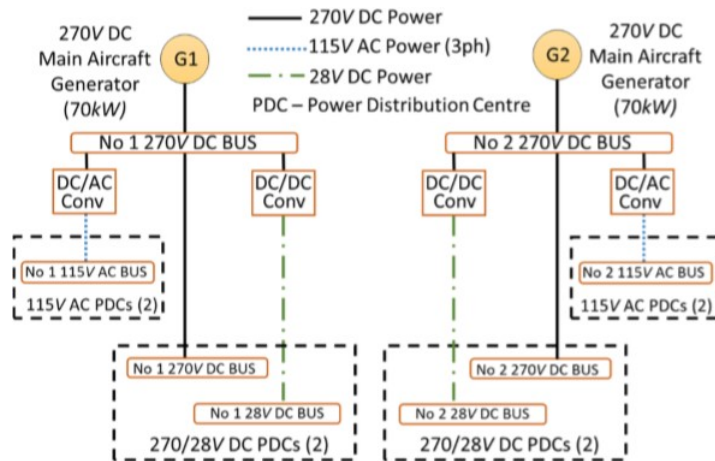 270V DC
Main Aircraft
Generator
(70kW)
G1
270V DC Power
115V AC Power (3ph)
28V DC Power
PDC – Power Distribution Centre
G2
270V DC
Main Aircraft
Generator
(70kW)
No 1 270V DC BUS
No 2 270V DC BUS
DC/AC
Conv
DC/DC
Conv
DC/DC
Conv
DC/AC
Conv
No 1 115V AC BUS
115V AC PDCs (2)
No 2 115V AC BUS
115V AC PDCs (2)
No 1 270V DC BUS
No 1 28V DC BUS
270/28V DC PDCs (2)
No 2 270V DC BUS
No 2 28V DC BUS
270/28V DC PDCs (2)